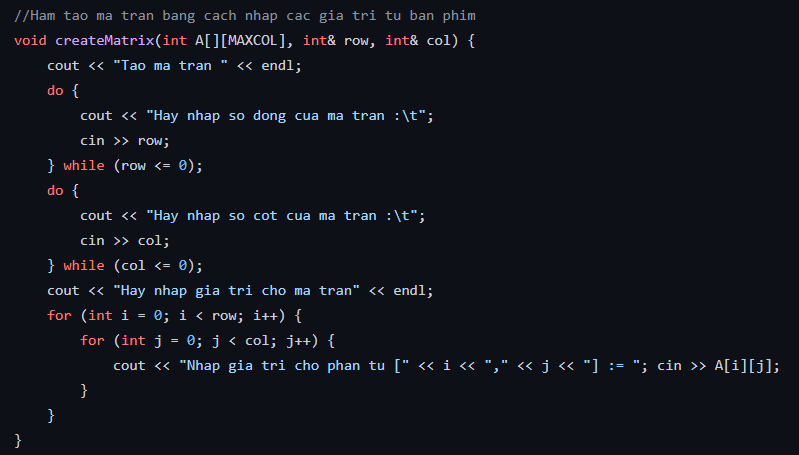 //Ham tao ma tran bang cach nhap cac gia tri tu ban phim
void createMatrix(int A[][MAXCOL], int& row, int& col) {
    cout << "Tao ma tran " << endl;
    do {
        cout << "Hay nhap so dong cua ma tran :\t";
        cin >> row;
    } while (row <= 0);
    do {
        cout << "Hay nhap so cot cua ma tran :\t";
        cin >> col;
    } while (col <= 0);
    cout << "Hay nhap gia tri cho ma tran" << endl;
    for (int i = 0; i < row; i++) {
        for (int j = 0; j < col; j++) {
            cout << "Nhap gia tri cho phan tu [" << i << "," << j << "] := "; cin >> A[i][j];
        }
    }
}